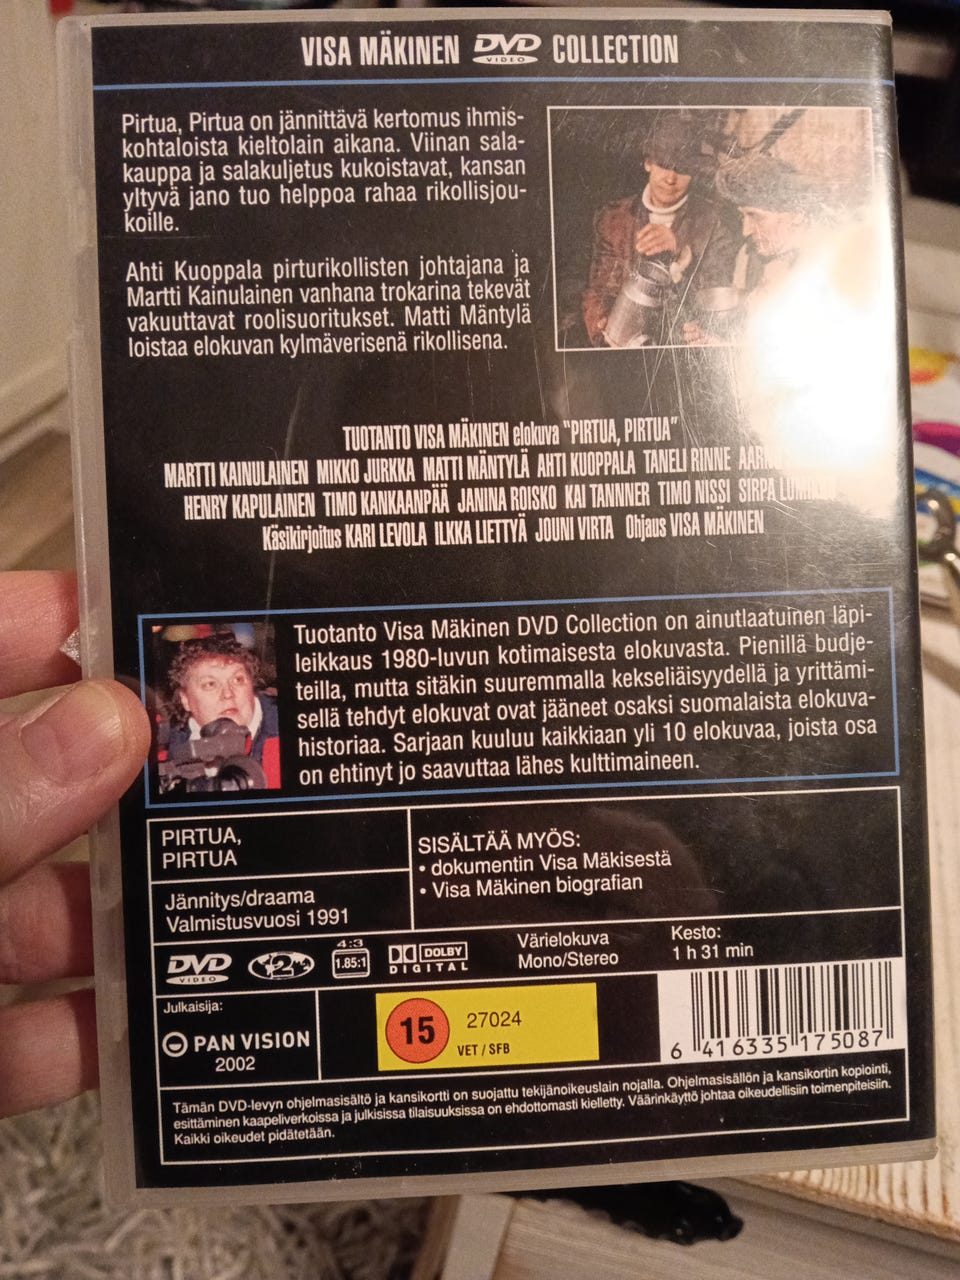 VISA MÄKINEN DVD VIDEO COLLECTION
Pirtua, Pirtua on jännittävä kertomus ihmis-
kohtaloista kieltolain aikana. Viinan sala-
kauppa ja salakuljetus kukoistavat, kansan
yltyvä jano tuo helppoa rahaa rikollisjou-
koille.
Ahti Kuoppala pirturikollisten johtajana ja
Martti Kainulainen vanhana trokarina tekevät
vakuuttavat roolisuoritukset. Matti Mäntylä
loistaa elokuvan kylmäverisenä rikollisena.
TUOTANTO VISA MÄKINEN elokuva "PIRTUA, PIRTUA"
MARTTI KAINULAINEN MIKKO JURKKA MATTI MÄNTYLÄ AHTI KUOPPALA TANELI RINNE
HENRY KAPULAINEN TIMO KANKAANPÄÄ JANINA ROISKO KAI TANNNER TIMO NISSI SIRPA
Käsikirjoitus KARI LEVOLA ILKKA LIETTYÄ JOUNI VIRTA Ohjaus VISA MÄKINEN
Tuotanto Visa Mäkinen DVD Collection on ainutlaatuinen läpi-
leikkaus 1980-luvun kotimaisesta elokuvasta. Pienillä budje-
teilla, mutta sitäkin suuremmalla kekseliäisyydellä ja yrittämi-
sellä tehdyt elokuvat ovat jääneet osaksi suomalaista elokuva-
historiaa. Sarjaan kuuluu kaikkiaan yli 10 elokuvaa, joista osa
on ehtinyt jo saavuttaa lähes kulttimaineen.
PIRTUA,
PIRTUA
Jännitys/draama
Valmistusvuosi 1991
SISÄLTÄÄ MYÖS:
• dokumentin Visa Mäkisestä
• Visa Mäkinen biografian
DVD VIDEO
2
4:3
1.85:1
DOLBY
DIGITAL
Värielokuva
Mono/Stereo
Kesto:
1 h 31 min
Julkaisija:
PAN VISION
2002
15
27024
VET / SFB
6 416335 175087
Tämän DVD-levyn ohjelmasisältö ja kansikortti on suojattu tekijänoikeuslain nojalla. Ohjelmasisällön ja kansikortin kopiointi,
esittäminen kaapeliverkoissa ja julkisissa tilaisuuksissa on ehdottomasti kielletty. Väärinkäyttö johtaa oikeudellisiin toimenpiteisiin.
Kaikki oikeudet pidätetään.